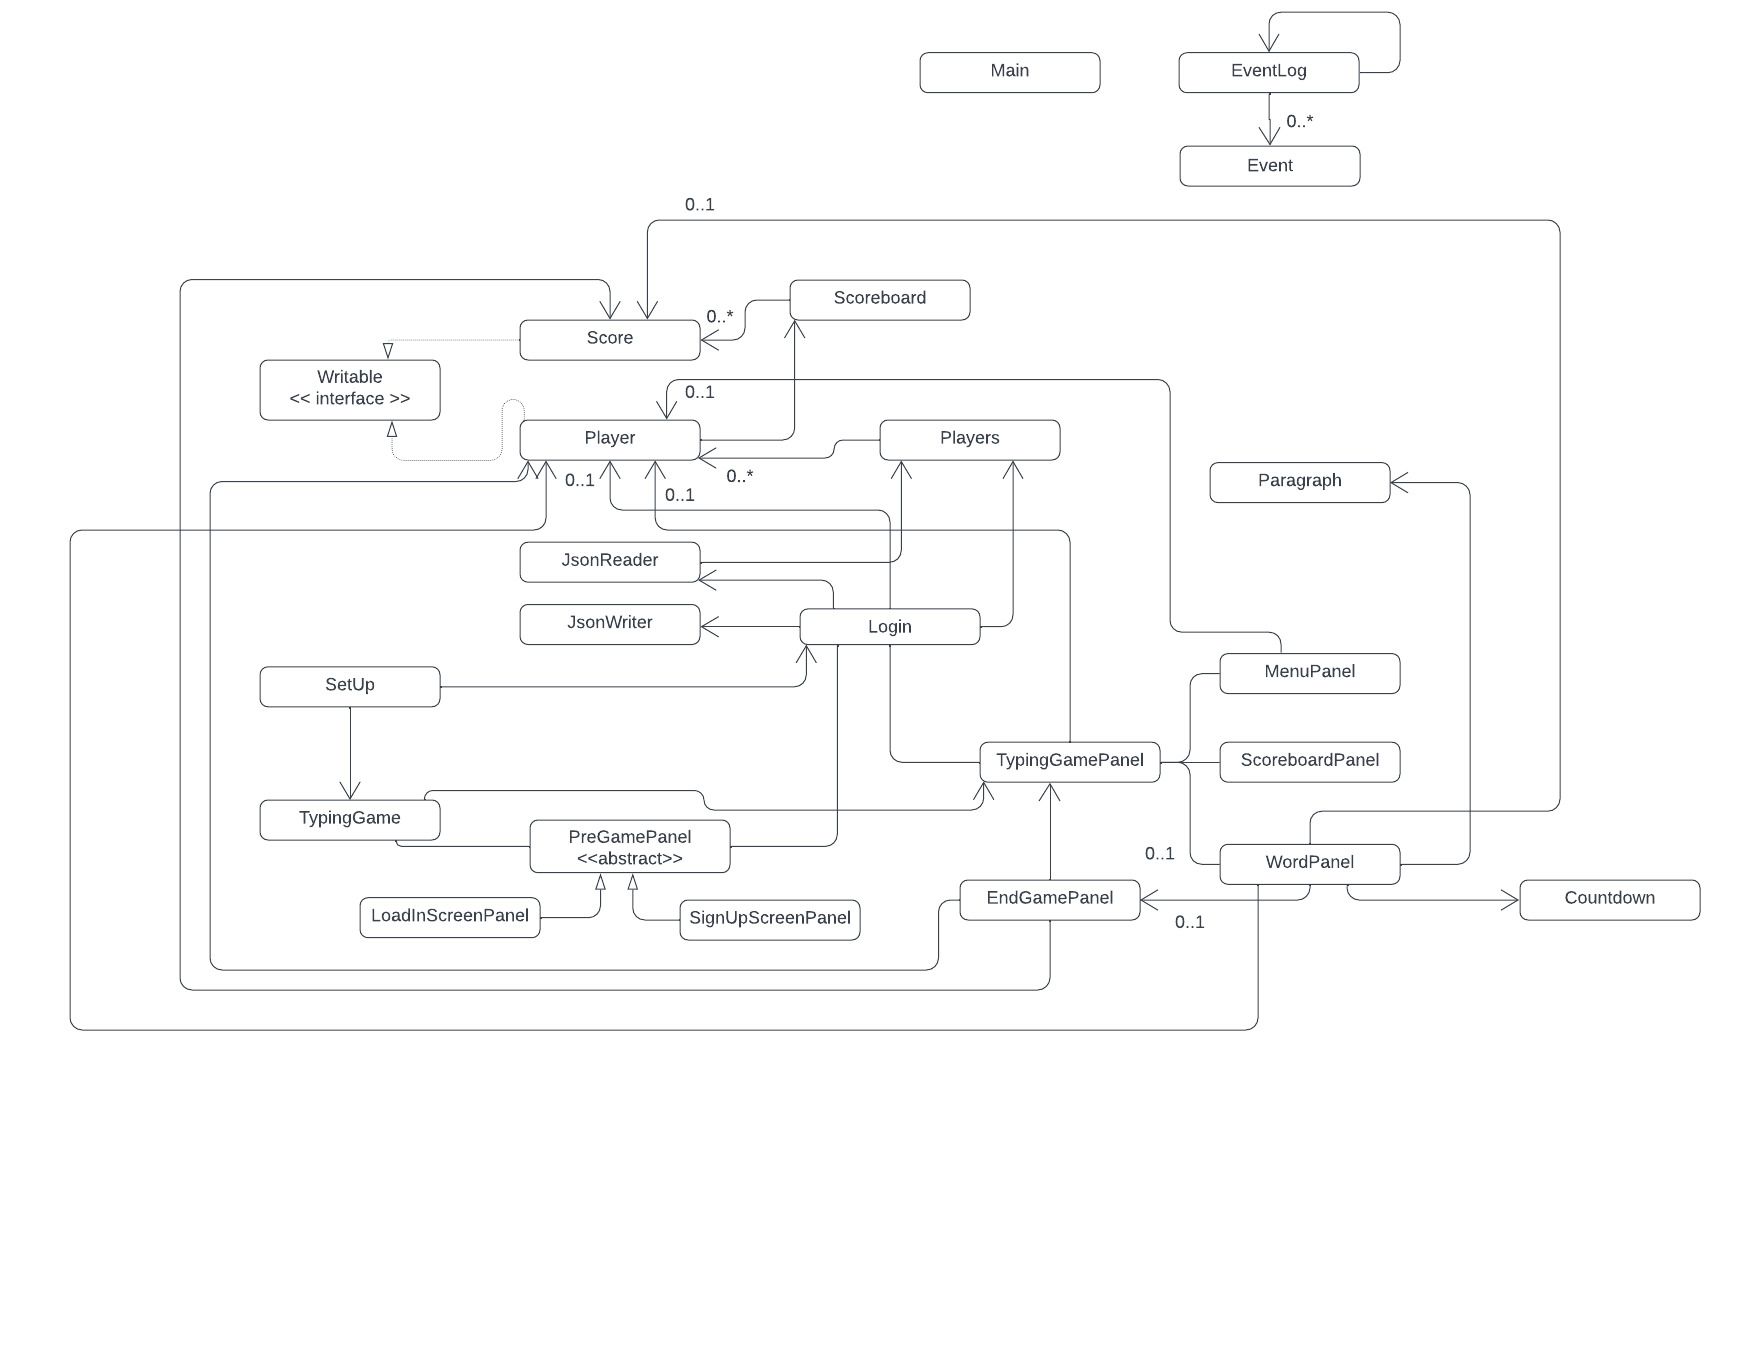 Main
EventLog
0..*
Event
0..1
Scoreboard
0..*
Score
Writable
<< interface >>
0..1
Player
Players
0..*
0..1
0..1
Paragraph
JsonReader
JsonWriter
Login
SetUp
MenuPanel
TypingGamePanel
ScoreboardPanel
TypingGame
PreGamePanel
<<abstract>>
0..1
WordPanel
LoadInScreenPanel
SignUpScreenPanel
EndGamePanel
0..1
Countdown